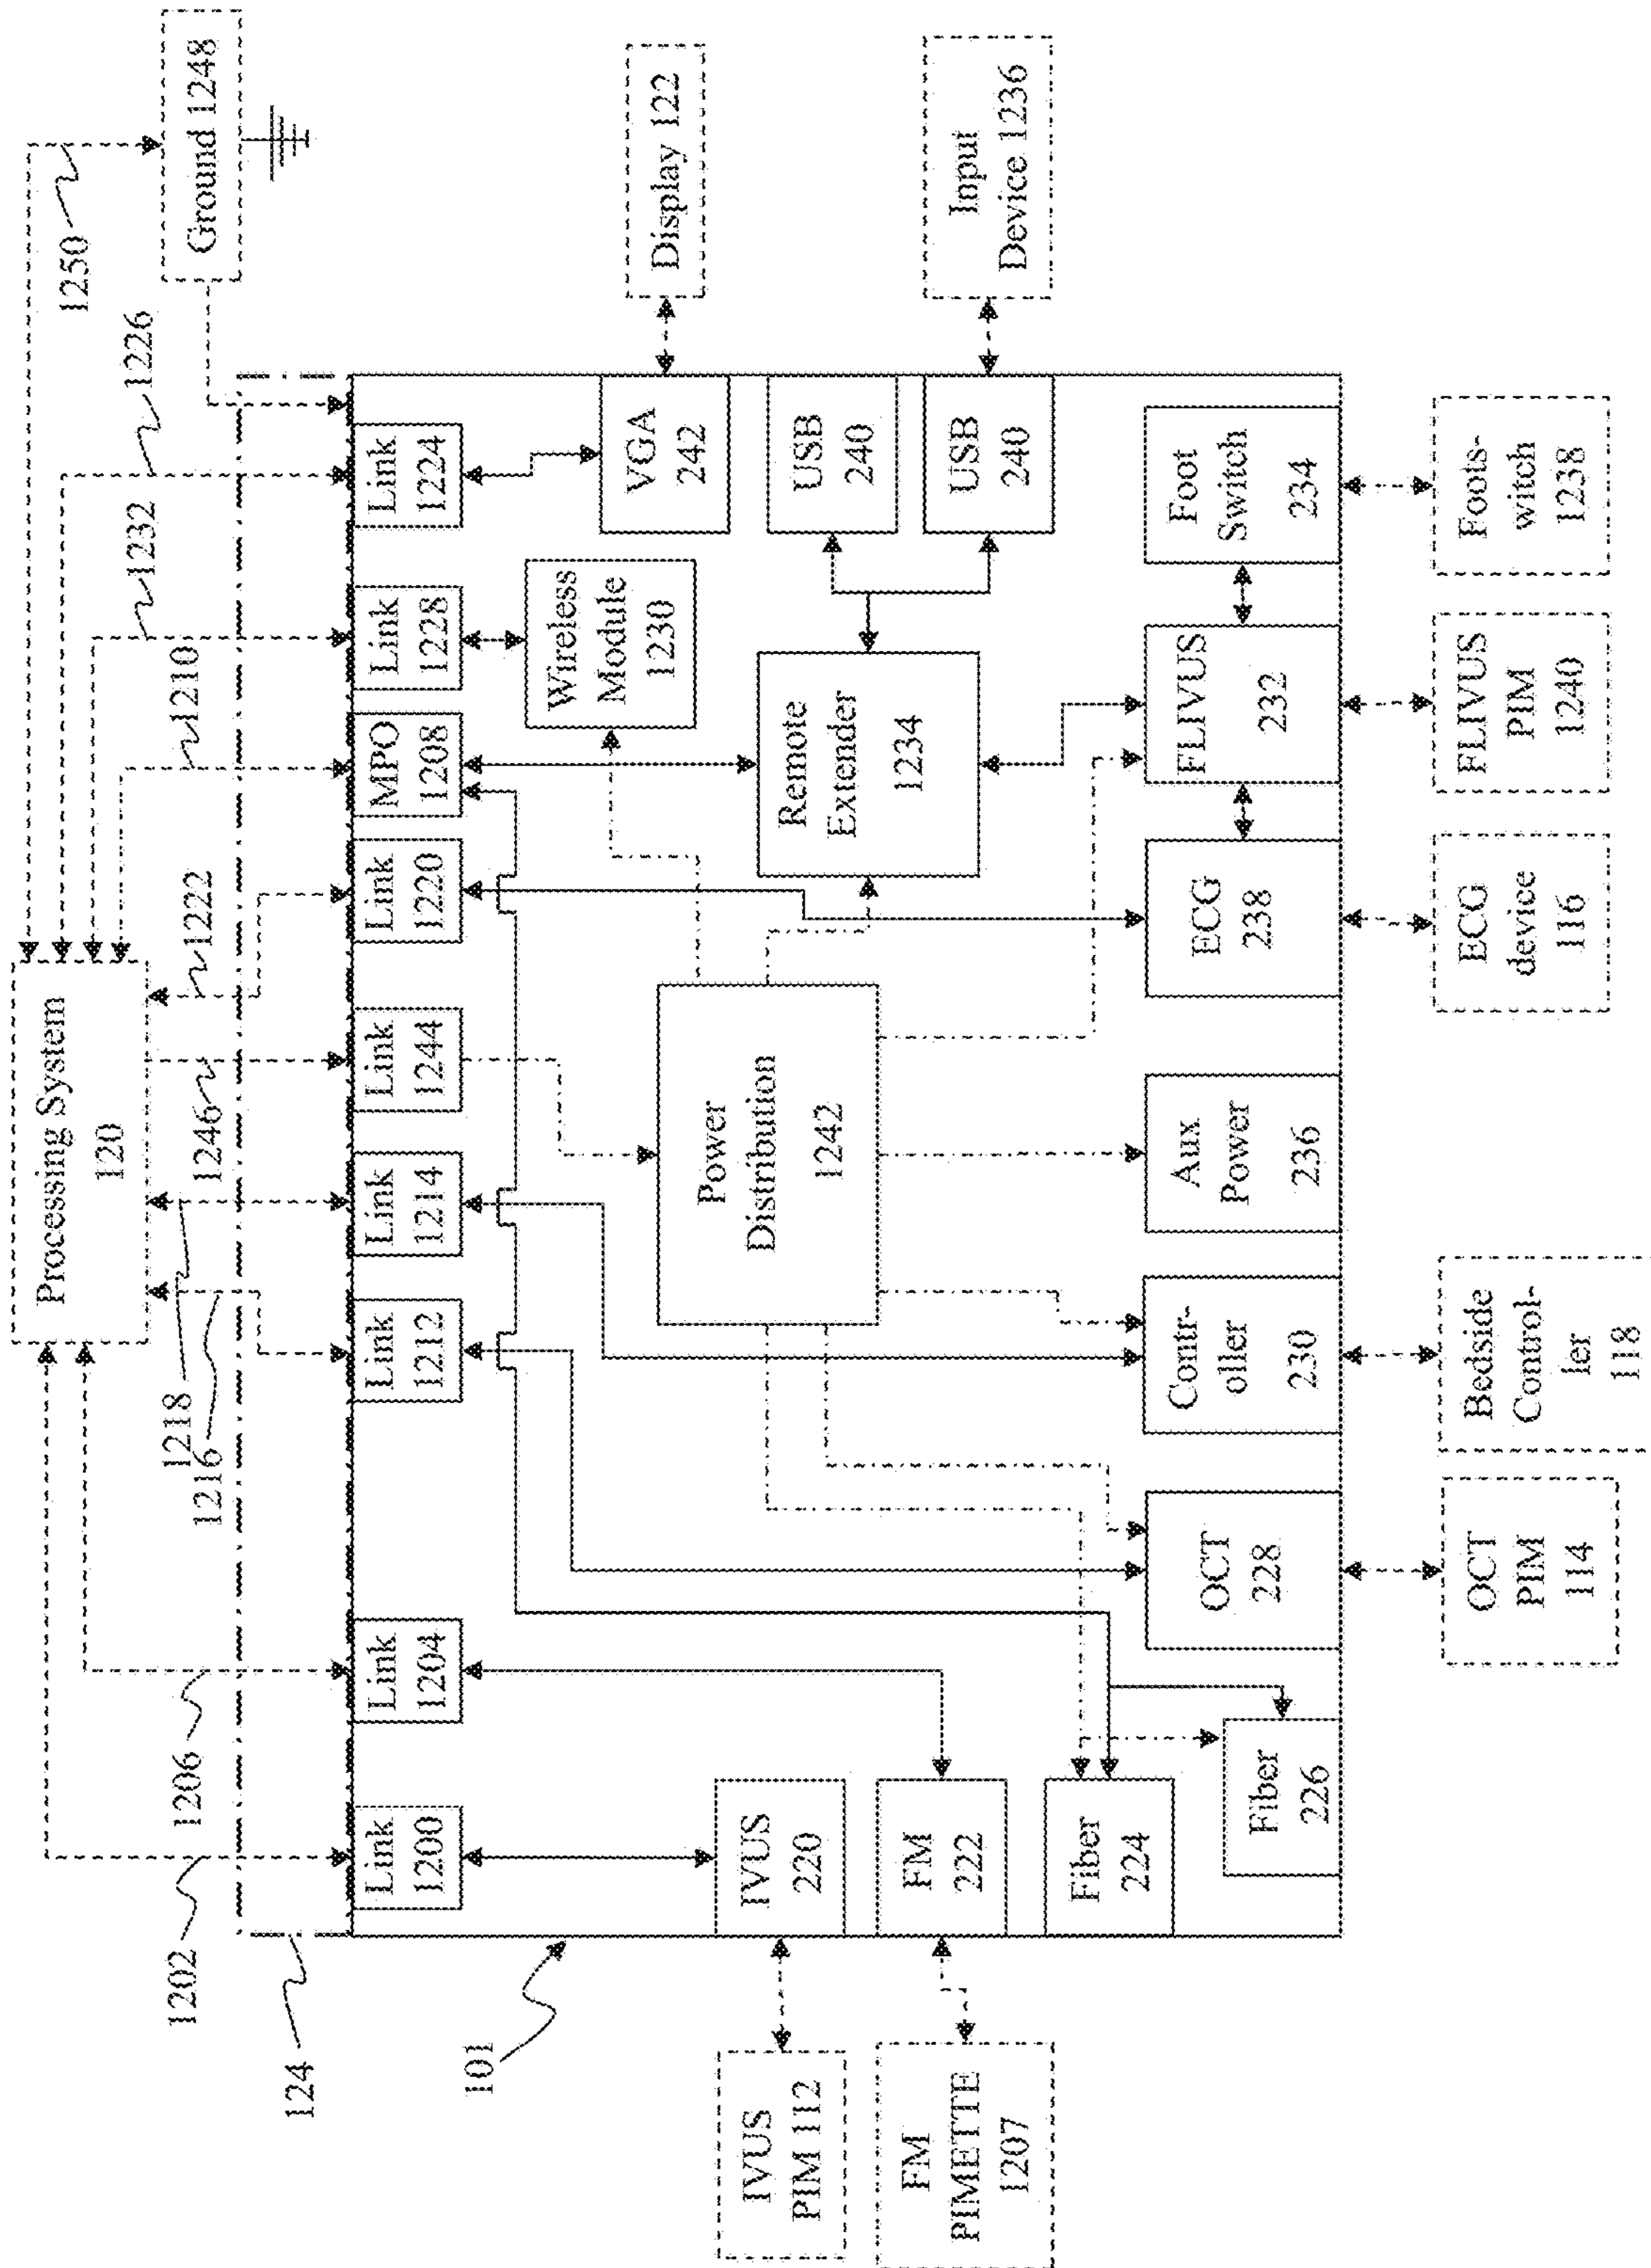 Processing System
120
Ground 1248
1250
1226
1232
1210
1222
1246
1218
1216
1206
1202
124
101
Link
1200
Link
1204
Link
1212
Link
1214
Link
1244
Link
1220
MPO
1208
Link
1228
Link
1224
Wireless
Module
1230
VGA
242
Display 122
USB
240
USB
240
Input
Device 1236
Remote
Extender
1234
Power
Distribution
1242
IVUS
220
FM
222
Fiber
224
Fiber
226
IVUS
PIM 112
FM
PIMETTE
1207
OCT
228
Contr-
oller
230
Aux
Power
236
ECG
238
FLIVUS
232
Foot
Switch
234
OCT
PIM
114
Bedside
Control-
ler
118
ECG
device
116
FLIVUS
PIM
1240
Foots-
witch
1238